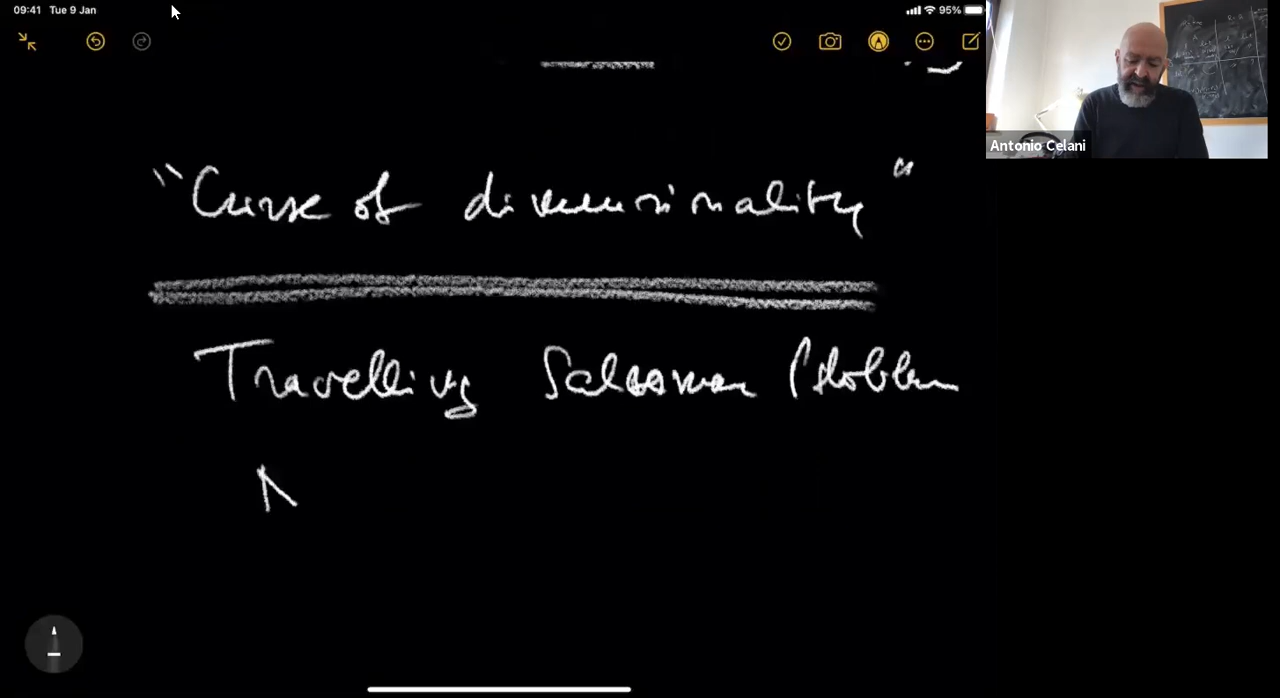 09:41 Tue 9 Jan
95%
"Curse of dimensionality"
Travelling Salesman Problem
Antonio Celani